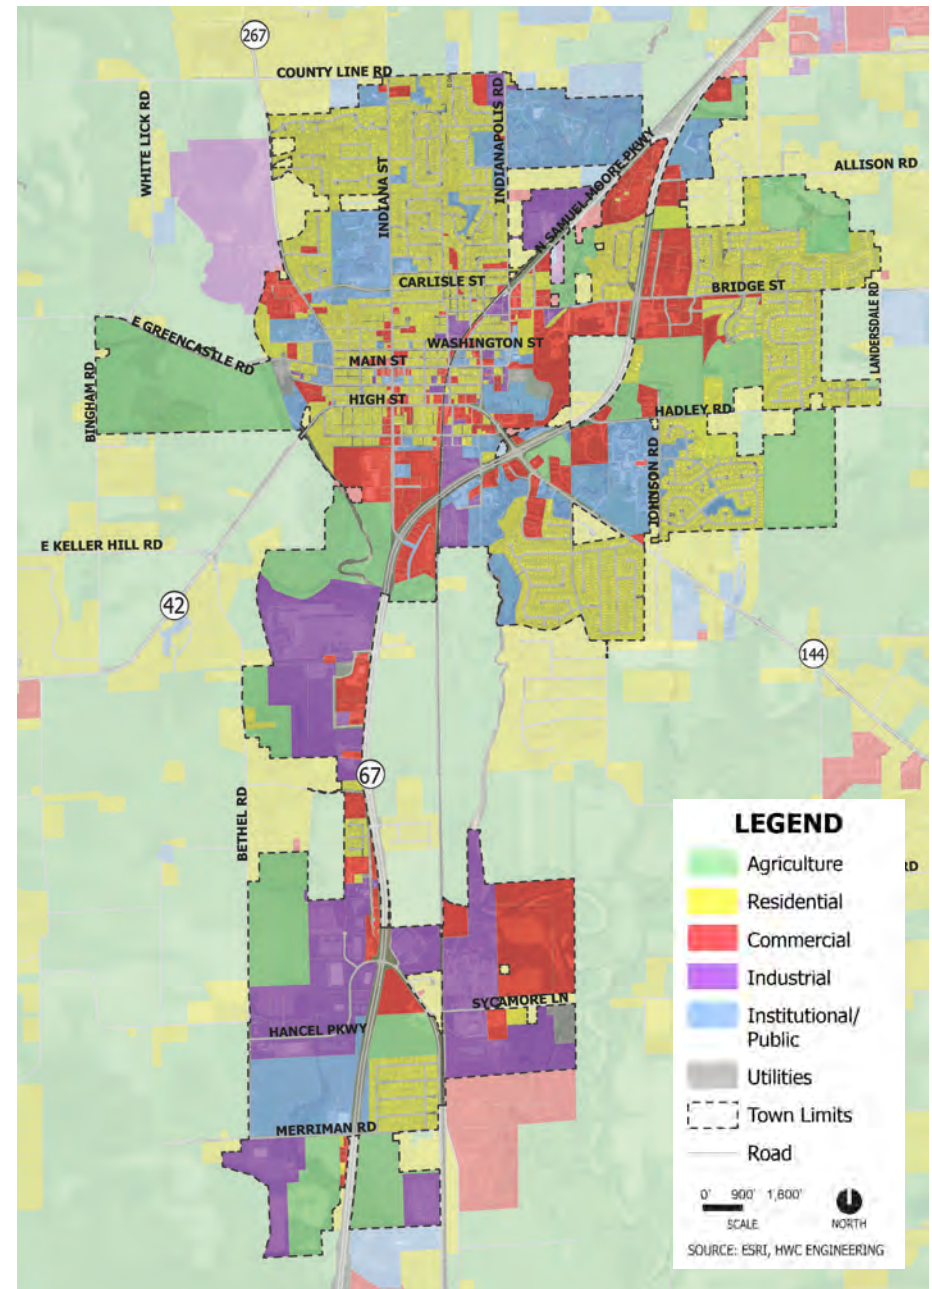 267
COUNTY LINE RD
WHITE LICK RD
INDIANAPOLIS RD
INDIANA ST
N SAMUEL MOORE PKWY
ALLISON RD
CARLISLE ST
BRIDGE ST
LANDERSDALE RD
E GREENCASTLE RD
WASHINGTON ST
MAIN ST
BINGHAM RD
HIGH ST
HADLEY RD
JOHNSON RD
E KELLER HILL RD
42
144
67
BETHEL RD
RD
SYCAMORE LN
HANCEL PKWY
MERRIMAN RD
LEGEND
Agriculture
Residential
Commercial
Industrial
Institutional/
Public
Utilities
Town Limits
Road
0' 900' 1,800'
SCALE
NORTH
SOURCE: ESRI, HWC ENGINEERING